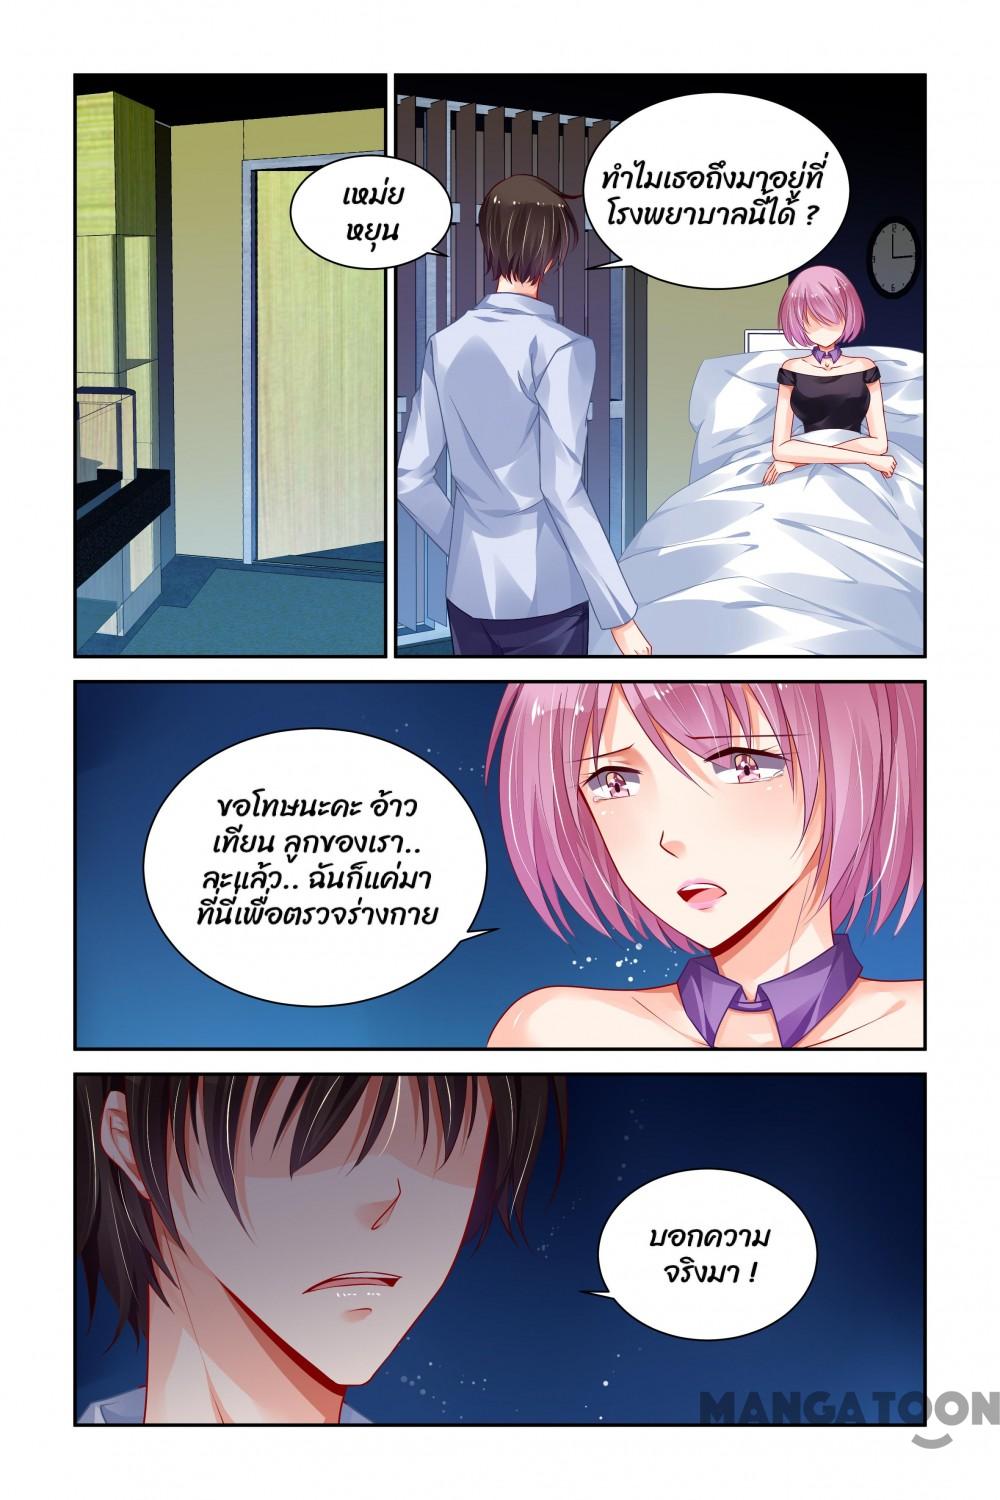 เหม่ย
หยุน
ทำไมเธอถึงมาอยู่ที่
โรงพยาบาลนี้ได้ ?
12
3
6
9
ขอโทษนะคะ อ้าว
เทียน ลูกของเรา..
ละแล้ว.. ฉันก็แค่มา
ที่นี่เพื่อตรวจร่างกาย
บอกความ
จริงมา !
MANGATOON